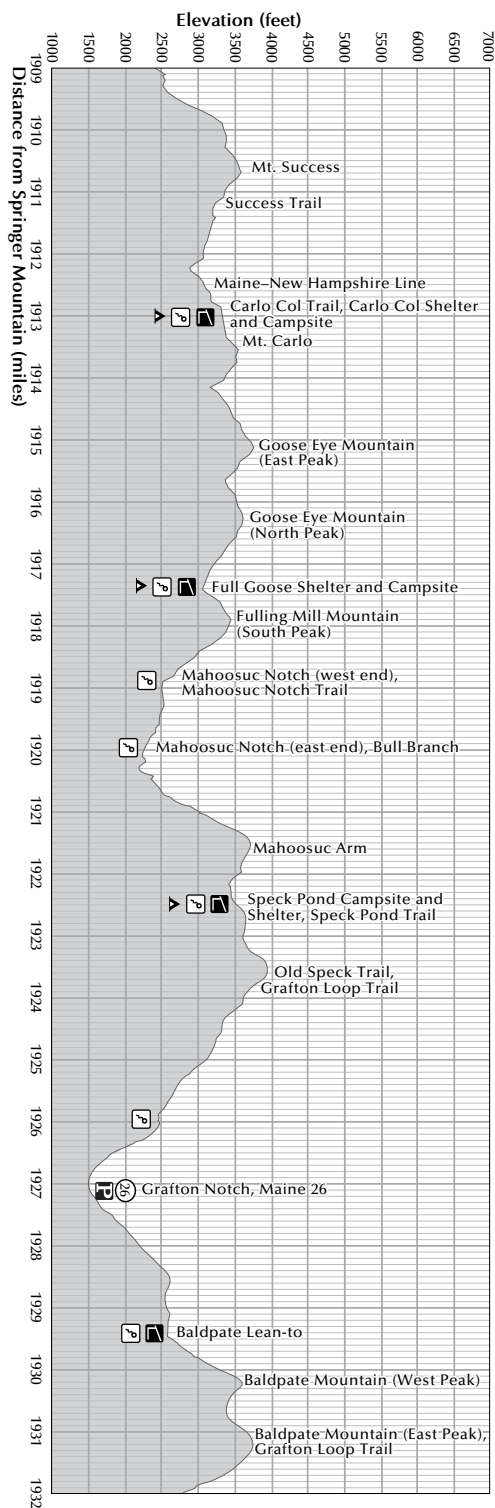 Elevation (feet)
1000
1500
2000
2500
3000
3500
4000
4500
5000
5500
6000
6500
7000
Distance from Springer Mountain (miles)
1909
1910
1911
1912
1913
1914
1915
1916
1917
1918
1919
1920
1921
1922
1923
1924
1925
1926
1927
1928
1929
1930
1931
1932
Mt. Success
Success Trail
Maine–New Hampshire Line
Carlo Col Trail, Carlo Col Shelter
and Campsite
Mt. Carlo
Goose Eye Mountain
(East Peak)
Goose Eye Mountain
(North Peak)
Full Goose Shelter and Campsite
Fulling Mill Mountain
(South Peak)
Mahoosuc Notch (west end),
Mahoosuc Notch Trail
Mahoosuc Notch (east end), Bull Branch
Mahoosuc Arm
Speck Pond Campsite and
Shelter, Speck Pond Trail
Old Speck Trail,
Grafton Loop Trail
P
26
Grafton Notch, Maine 26
Baldpate Lean-to
Baldpate Mountain (West Peak)
Baldpate Mountain (East Peak),
Grafton Loop Trail